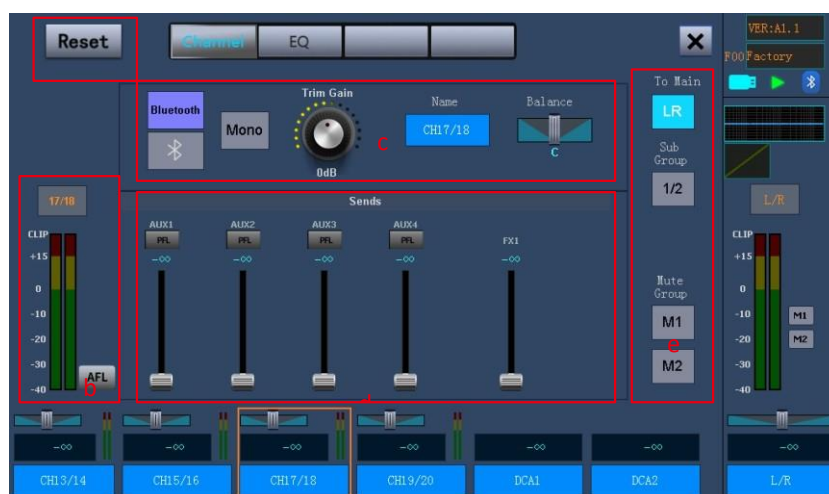 Reset
Channel
EQ
VER:A1.1
F00Factory
Bluetooth
Mono
Trim Gain
0dB
c
Name
CH17/18
Balance
C
To Main
LR
Sub
Group
1/2
Mute
Group
M1
e
M2
17/18
CLIP
+15
0
-10
-20
-30
-40
AFL
b
Sends
AUX1
PFL
-∞
AUX2
PFL
-∞
AUX3
PFL
-∞
AUX4
PFL
-∞
FX1
-∞
L/R
CLIP
+15
0
-10
-20
-30
-40
M1
M2
-∞
-∞
-∞
-∞
-∞
-∞
-∞
CH13/14
CH15/16
CH17/18
CH19/20
DCA1
DCA2
L/R